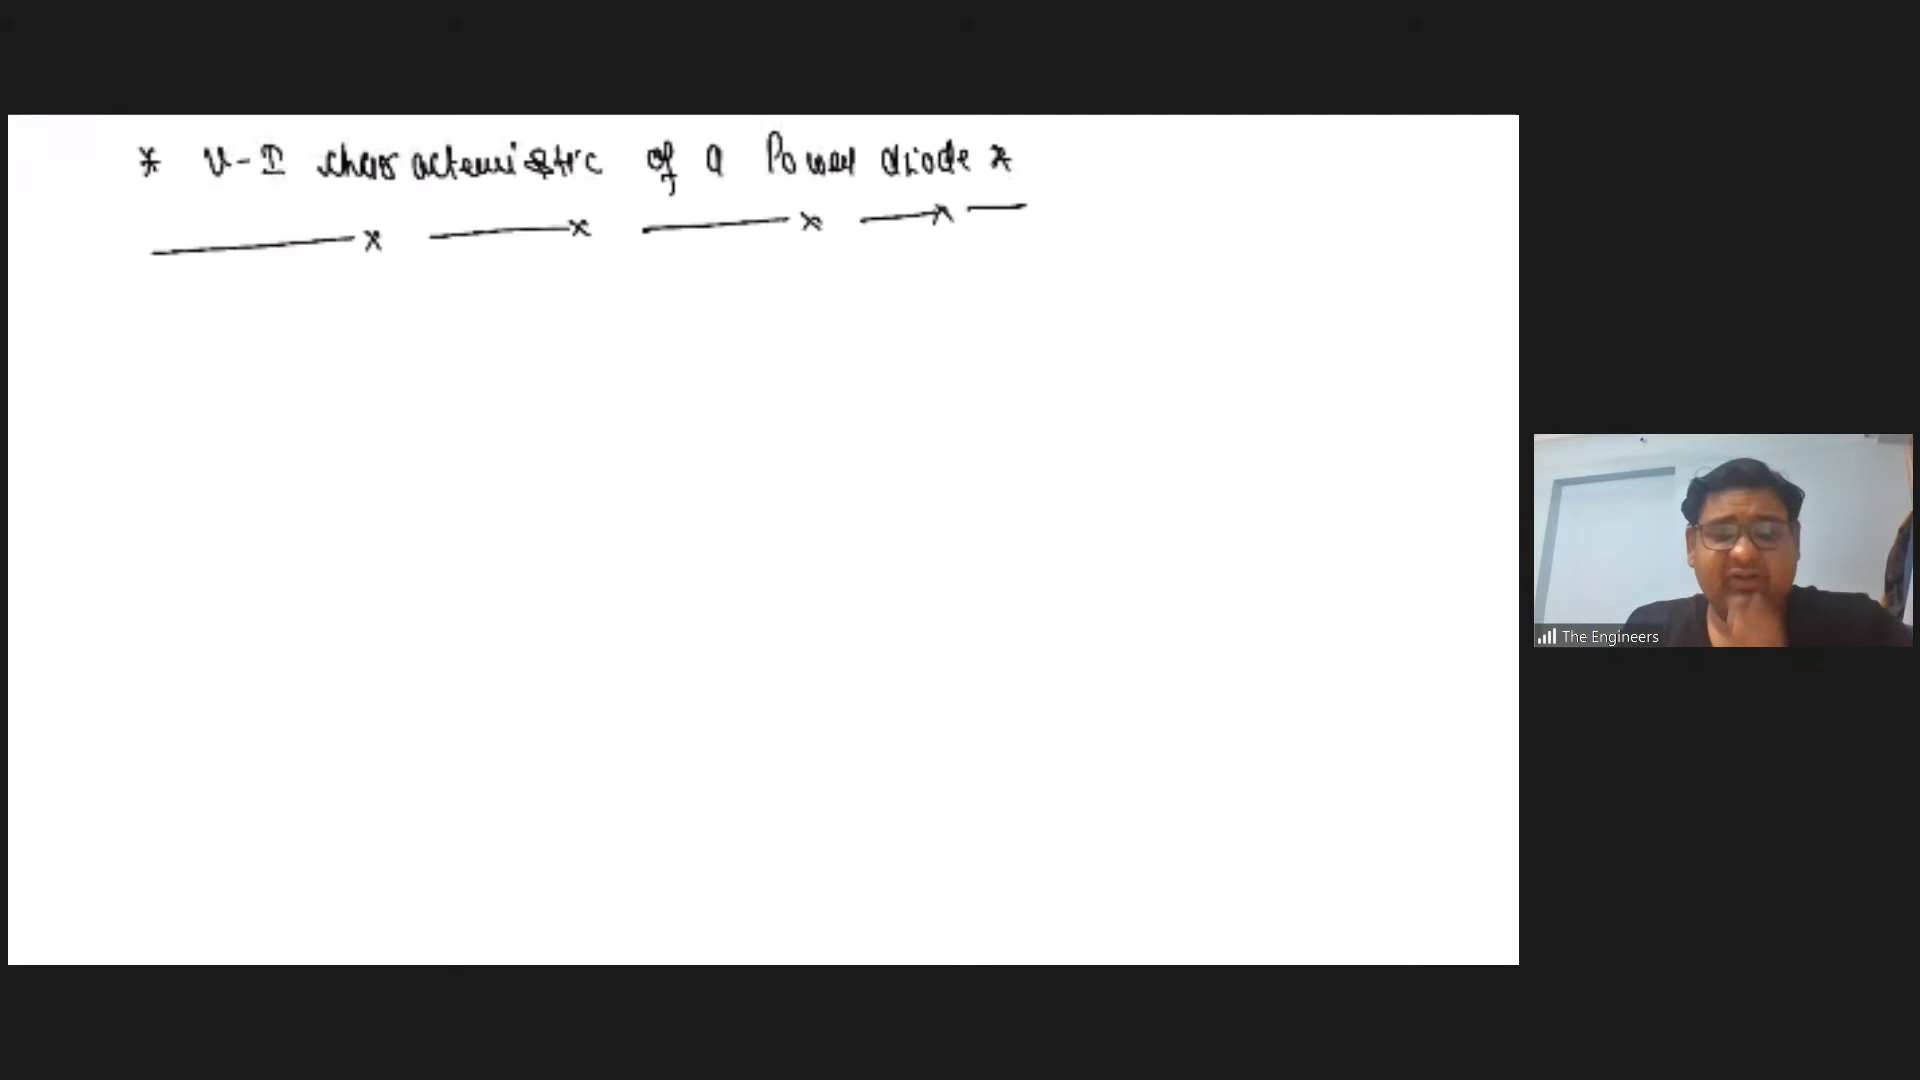 * V-I characteristic of a Power diode *
The Engineers